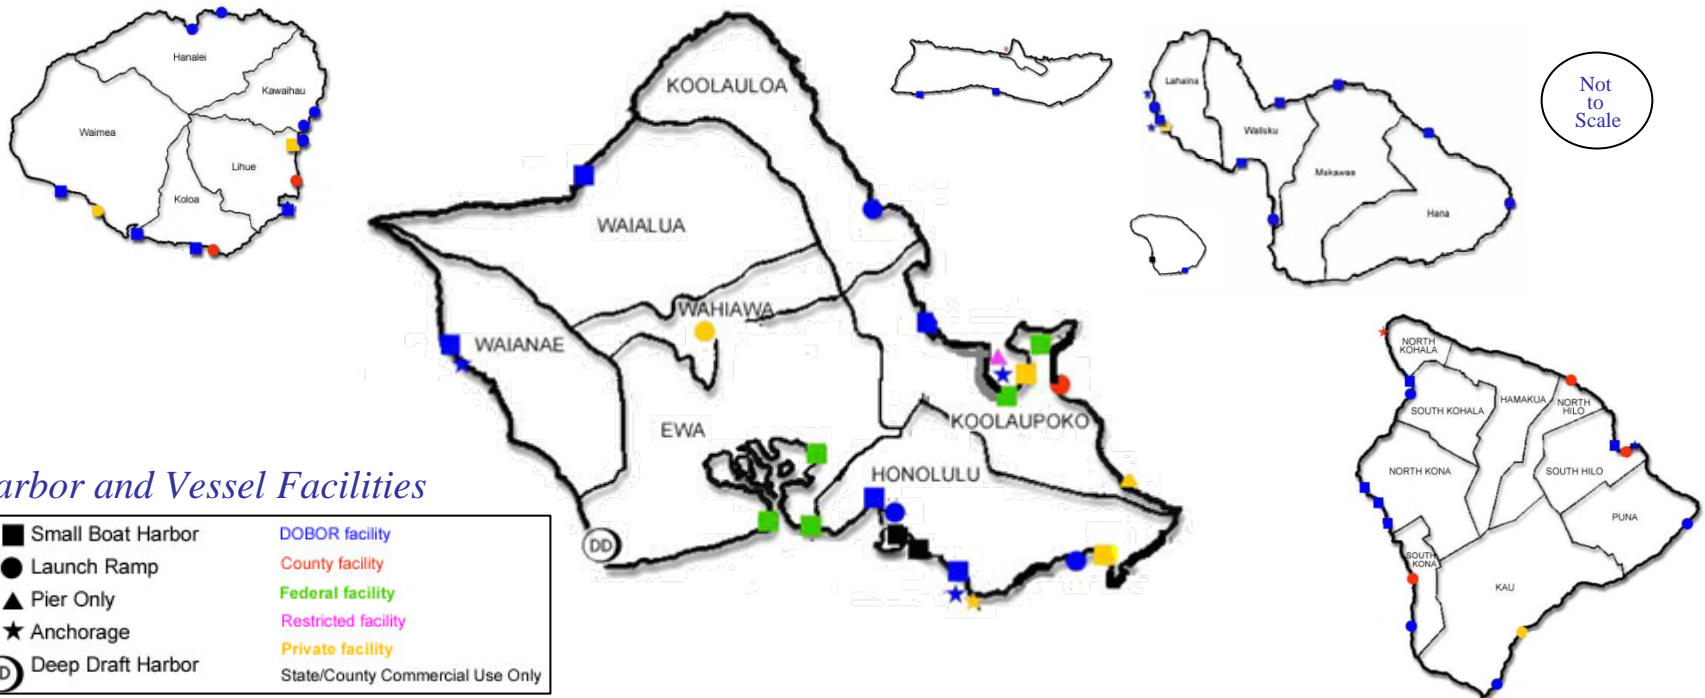 Hanalei
Kawaihau
Waimea
Lihue
Koloa
KOOLAULOA
WAIALUA
WAHIAWA
WAIANAE
EWA
KOOLAUPOKO
HONOLULU
DD
Lahaina
Wailsku
Makawao
Hana
Not
to
Scale
NORTH
KOHALA
SOUTH KOHALA
HAMAKUA
NORTH
HILO
NORTH KONA
SOUTH HILO
PUNA
SOUTH
KONA
KAU
arbor and Vessel Facilities
Small Boat Harbor
DOBOR facility
Launch Ramp
County facility
Pier Only
Federal facility
Restricted facility
Anchorage
Private facility
D Deep Draft Harbor
State/County Commercial Use Only